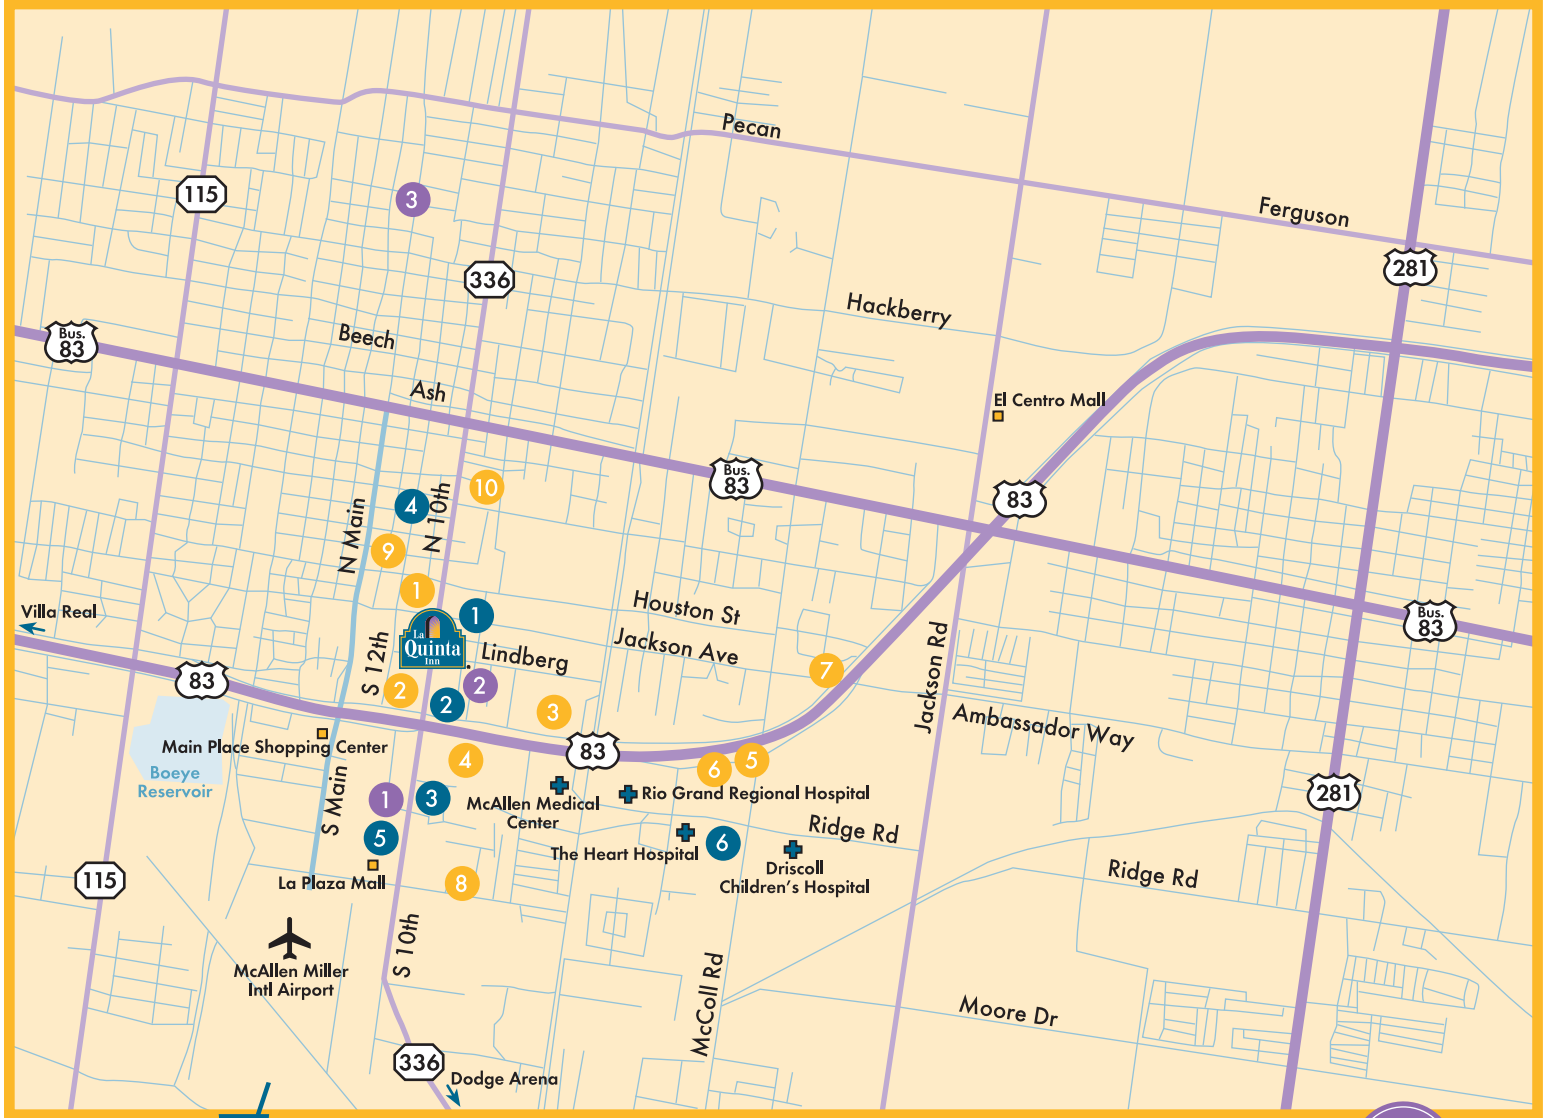 Pecan
115
3
Ferguson
336
281
Hackberry
Bus.
83
Beech
Ash
El Centro Mall
Bus.
83
83
10
4
N 10th
N Main
9
1
Villa Real
Houston St
1
Bus.
83
La
Quinta
Inn
Lindberg
Jackson Ave
S 12th
7
Jackson Rd
83
2
2
2
3
Ambassador Way
Main Place Shopping Center
83
4
6
5
Boeye
Reservoir
S Main
1
3
McAllen Medical
Center
Rio Grand Regional Hospital
281
5
The Heart Hospital
6
Ridge Rd
Driscoll
Children's Hospital
Ridge Rd
115
La Plaza Mall
8
S 10th
McAllen Miller
Intl Airport
McColl Rd
Moore Dr
336
Dodge Arena